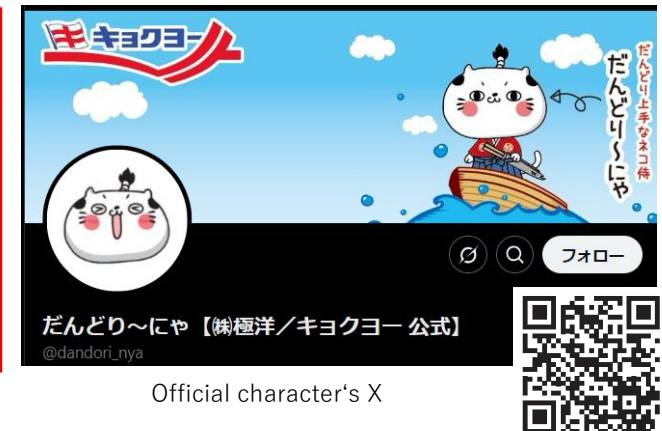 キ キョクヨー
だんどり上手なネコ侍
だんどり～にゃ
フォロー
だんどり～にゃ【㈱極洋／キョクヨー 公式】
@dandori_nya
Official character‘s X